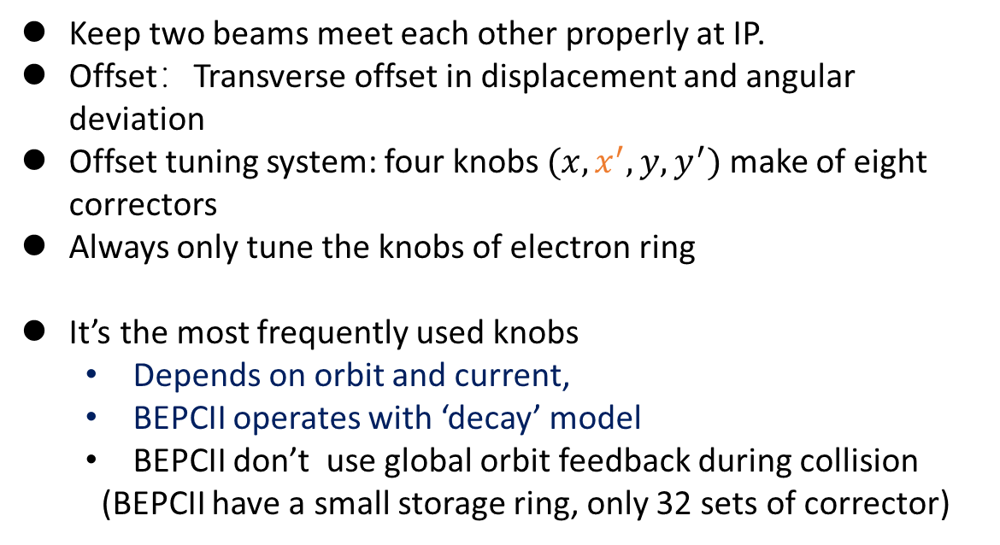 ● Keep two beams meet each other properly at IP.
● Offset： Transverse offset in displacement and angular
deviation
● Offset tuning system: four knobs (x, x′, y, y′) make of eight
correctors
● Always only tune the knobs of electron ring
● It’s the most frequently used knobs
• Depends on orbit and current,
• BEPCII operates with ‘decay’ model
• BEPCII don’t use global orbit feedback during collision
(BEPCII have a small storage ring, only 32 sets of corrector)